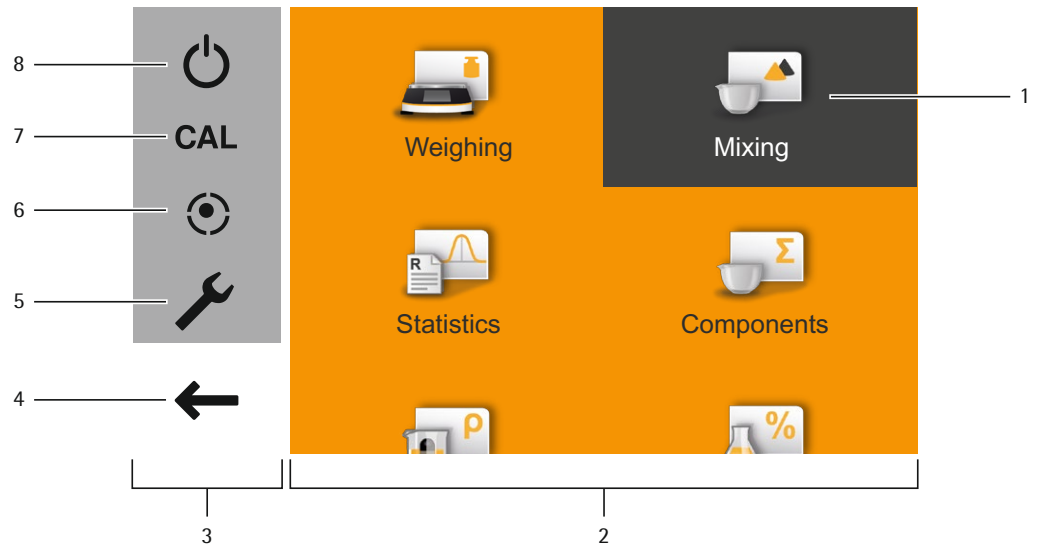 8
7
CAL
6
5
4
3
Weighing
Mixing
1
R
Statistics
Σ
Components
ρ
%
2